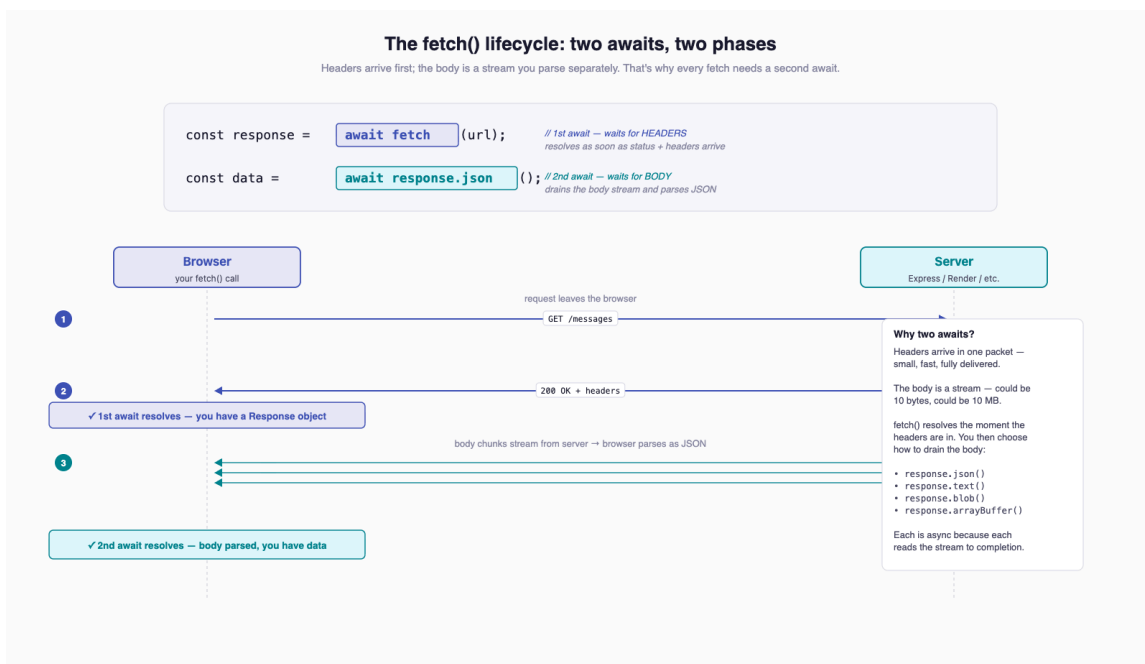 The fetch() lifecycle: two awaits, two phases
Headers arrive first; the body is a stream you parse separately. That's why every fetch needs a second await.
const response = await fetch (url); // 1st await — waits for HEADERS
resolves as soon as status + headers arrive
const data = await response.json (); // 2nd await — waits for BODY
drains the body stream and parses JSON
Browser
your fetch() call
Server
Express / Render / etc.
request leaves the browser
1
GET /messages
2
200 OK + headers
✓ 1st await resolves — you have a Response object
body chunks stream from server → browser parses as JSON
3
✓ 2nd await resolves — body parsed, you have data
Why two awaits?
Headers arrive in one packet —
small, fast, fully delivered.
The body is a stream — could be
10 bytes, could be 10 MB.
fetch() resolves the moment the
headers are in. You then choose
how to drain the body:
• response.json()
• response.text()
• response.blob()
• response.arrayBuffer()
Each is async because each
reads the stream to completion.